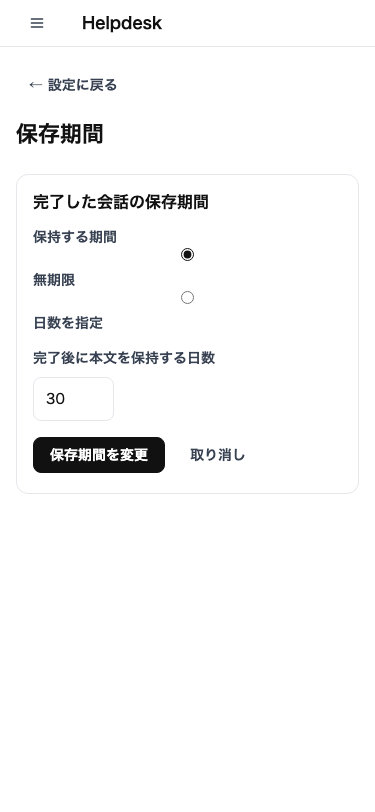 Helpdesk
← 設定に戻る
保存期間
完了した会話の保存期間
保持する期間
無期限
日数を指定
完了後に本文を保持する日数
30
保存期間を変更
取り消し